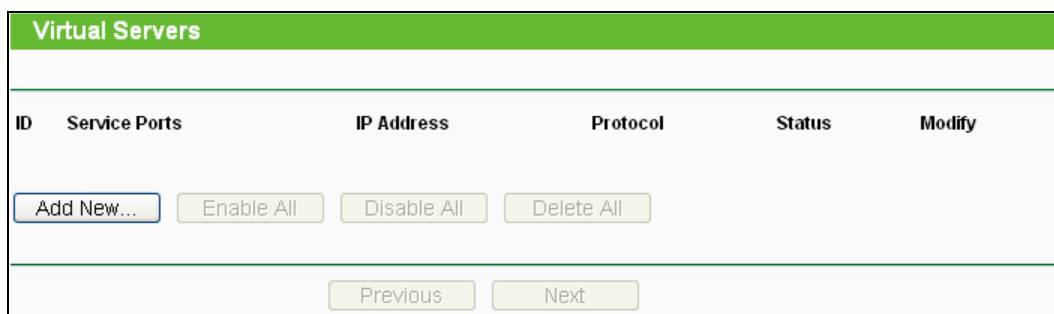 Virtual Servers
ID Service Ports IP Address Protocol Status Modify
Add New... Enable All Disable All Delete All
Previous Next